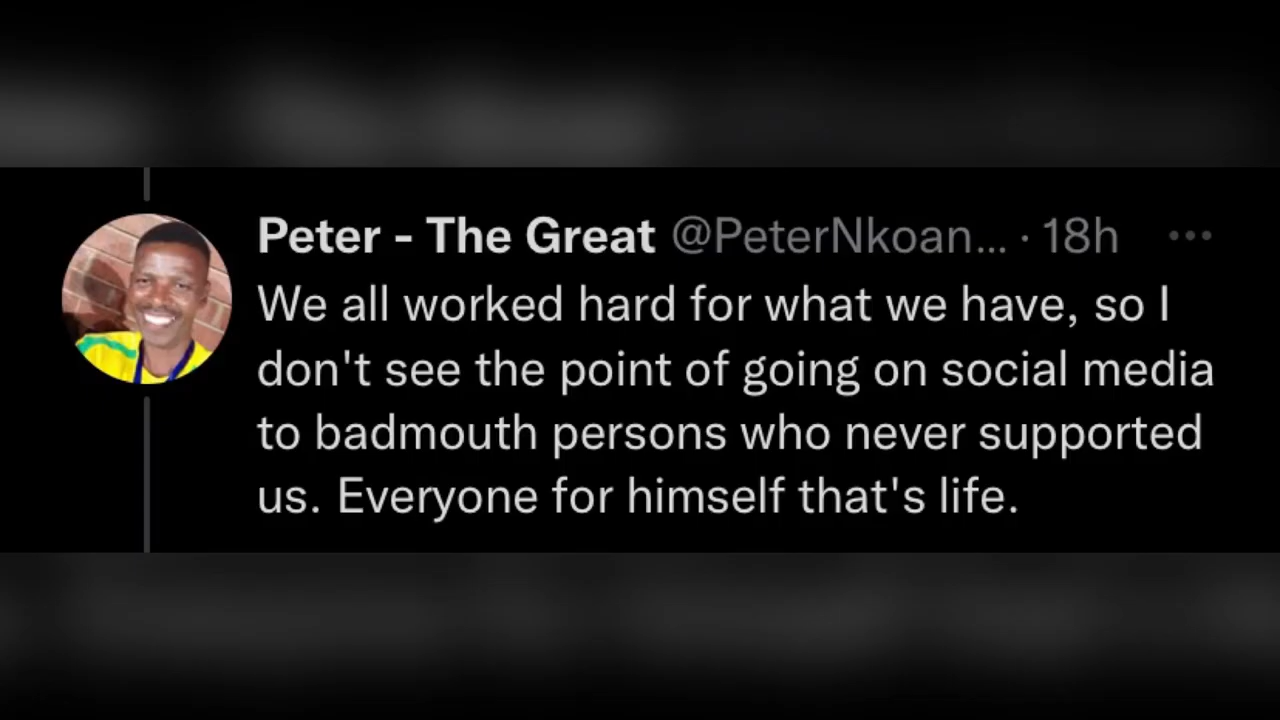 Peter - The Great @PeterNkoan... · 18h ...
We all worked hard for what we have, so I
don't see the point of going on social media
to badmouth persons who never supported
us. Everyone for himself that's life.